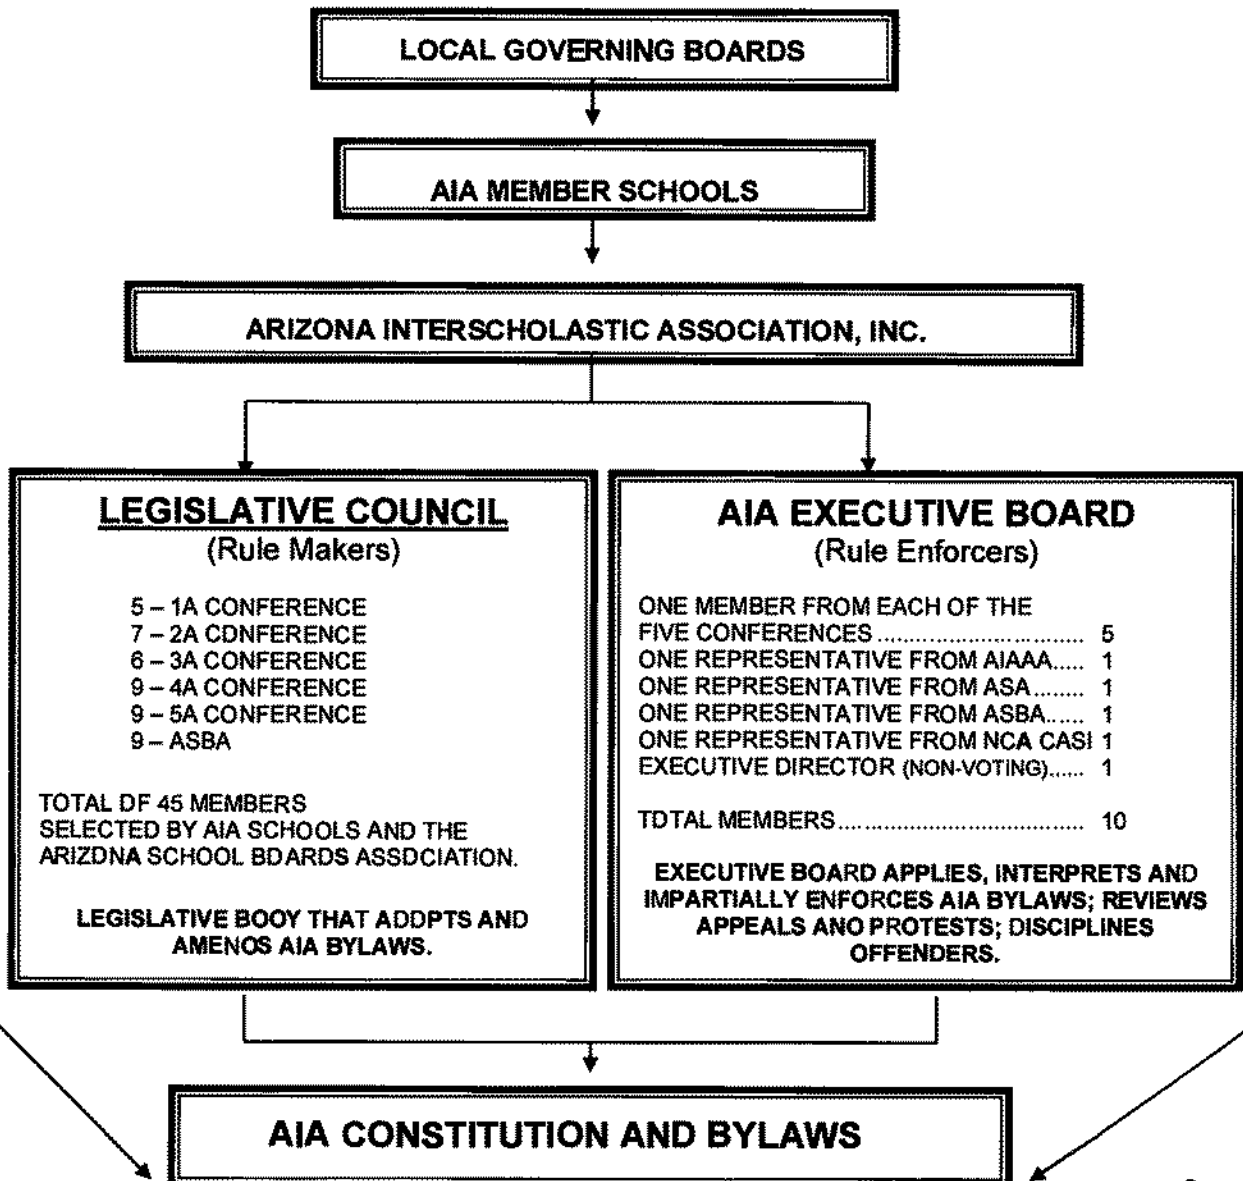 LOCAL GOVERNING BOARDS
AIA MEMBER SCHOOLS
ARIZONA INTERSCHOLASTIC ASSOCIATION, INC.
LEGISLATIVE COUNCIL
(Rule Makers)
5 – 1A CONFERENCE
7 – 2A CDNFERENCE
6 – 3A CONFERENCE
9 – 4A CONFERENCE
9 – 5A CONFERENCE
9 – ASBA
TOTAL DF 45 MEMBERS
SELECTED BY AIA SCHOOLS AND THE
ARIZDNA SCHOOL BDARDS ASSDCIATION.
LEGISLATIVE BOOY THAT ADDPTS AND
AMENOS AIA BYLAWS.
AIA EXECUTIVE BOARD
(Rule Enforcers)
ONE MEMBER FROM EACH OF THE
FIVE CONFERENCES ................................ 5
ONE REPRESENTATIVE FROM AIAAA..... 1
ONE REPRESENTATIVE FROM ASA........ 1
ONE REPRESENTATIVE FROM ASBA...... 1
ONE REPRESENTATIVE FROM NCA CASI 1
EXECUTIVE DIRECTOR (NON-VOTING)...... 1
TDTAL MEMBERS...................................... 10
EXECUTIVE BOARD APPLIES, INTERPRETS AND
IMPARTIALLY ENFORCES AIA BYLAWS; REVIEWS
APPEALS ANO PROTESTS; DISCIPLINES
OFFENDERS.
AIA CONSTITUTION AND BYLAWS